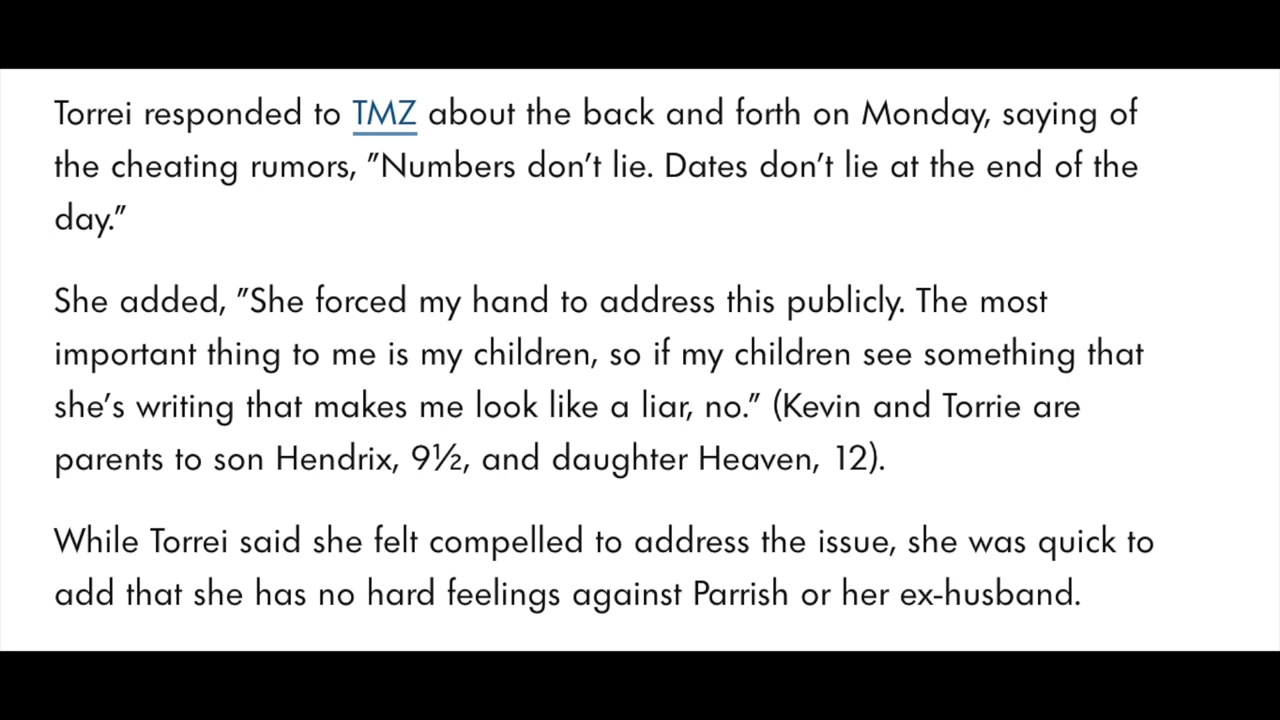 Torrei responded to TMZ about the back and forth on Monday, saying of
the cheating rumors, ”Numbers don’t lie. Dates don’t lie at the end of the
day.”
She added, ”She forced my hand to address this publicly. The most
important thing to me is my children, so if my children see something that
she’s writing that makes me look like a liar, no.” (Kevin and Torrie are
parents to son Hendrix, 9½, and daughter Heaven, 12).
While Torrei said she felt compelled to address the issue, she was quick to
add that she has no hard feelings against Parrish or her ex-husband.